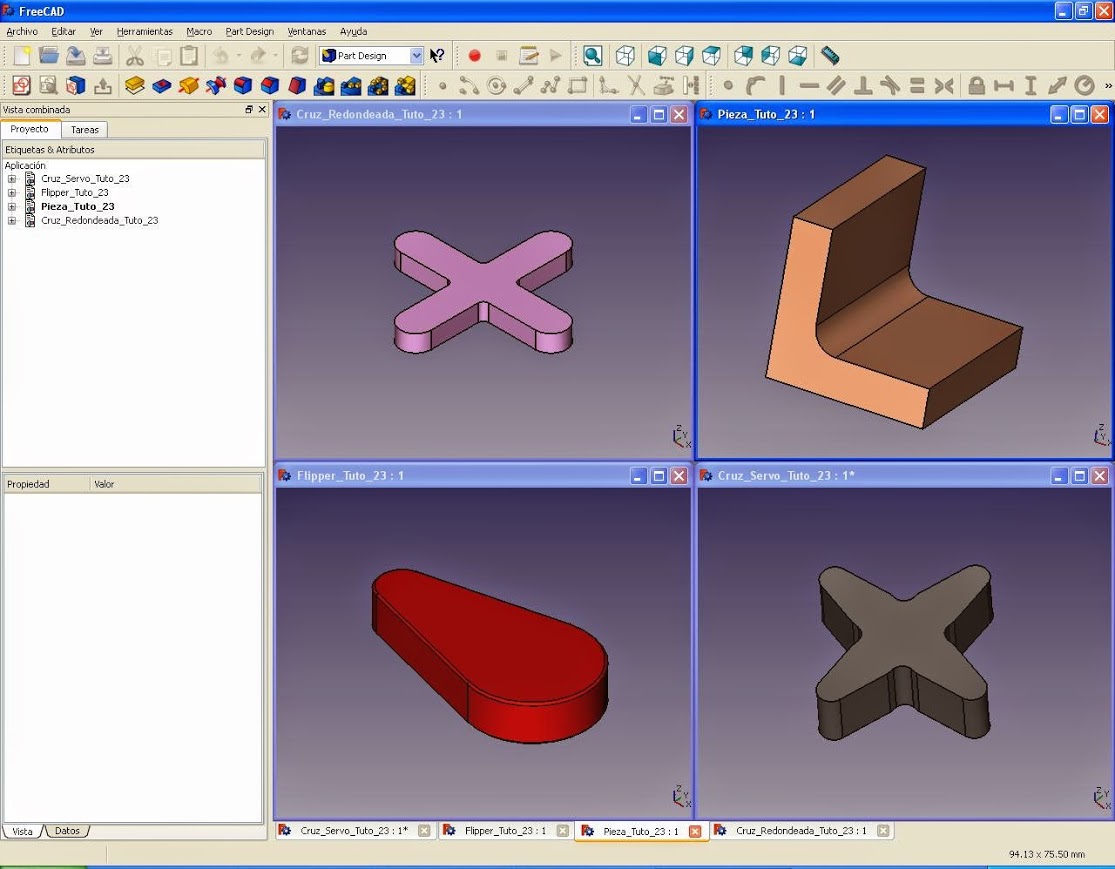 FreeCAD
Archivo Editar Ver Herramientas Macro Part Design Ventanas Ayuda
Part Design
Vista combinada
Proyecto Tareas
Etiquetas & Atributos
Aplicación
Cruz_Servo_Tuto_23
Flipper_Tuto_23
Pieza_Tuto_23
Cruz_Redondeada_Tuto_23
Propiedad Valor
Vista Datos
Cruz_Redondeada_Tuto_23 : 1
Z Y X
Pieza_Tuto_23 : 1
Z Y X
Flipper_Tuto_23 : 1
Z Y X
Cruz_Servo_Tuto_23 : 1*
Z Y X
Cruz_Servo_Tuto_23 : 1* Flipper_Tuto_23 : 1 Pieza_Tuto_23 : 1 Cruz_Redondeada_Tuto_23 : 1
94.13 x 75.50 mm